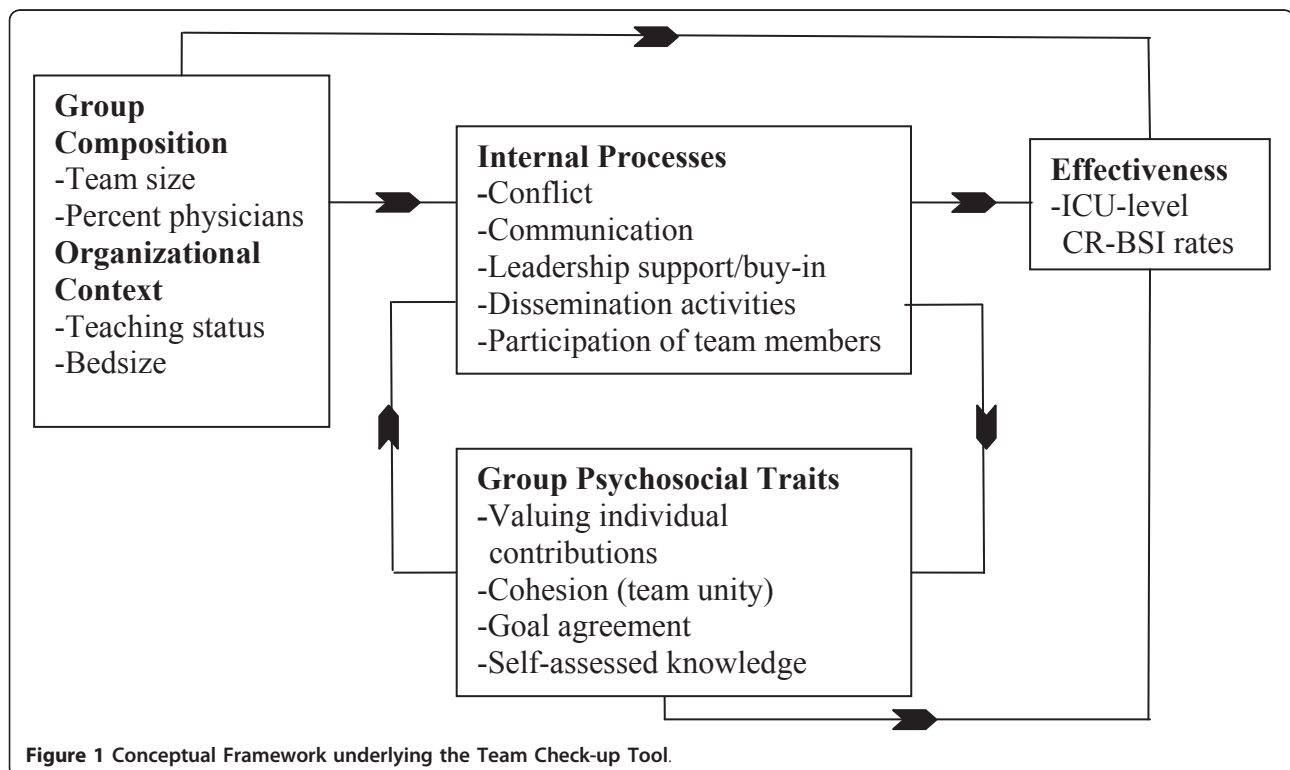 Group
Composition
-Team size
-Percent physicians
Organizational
Context
-Teaching status
-Bedsize
Internal Processes
-Conflict
-Communication
-Leadership support/buy-in
-Dissemination activities
-Participation of team members
Effectiveness
-ICU-level
CR-BSI rates
Group Psychosocial Traits
-Valuing individual
contributions
-Cohesion (team unity)
-Goal agreement
-Self-assessed knowledge
Figure 1 Conceptual Framework underlying the Team Check-up Tool.